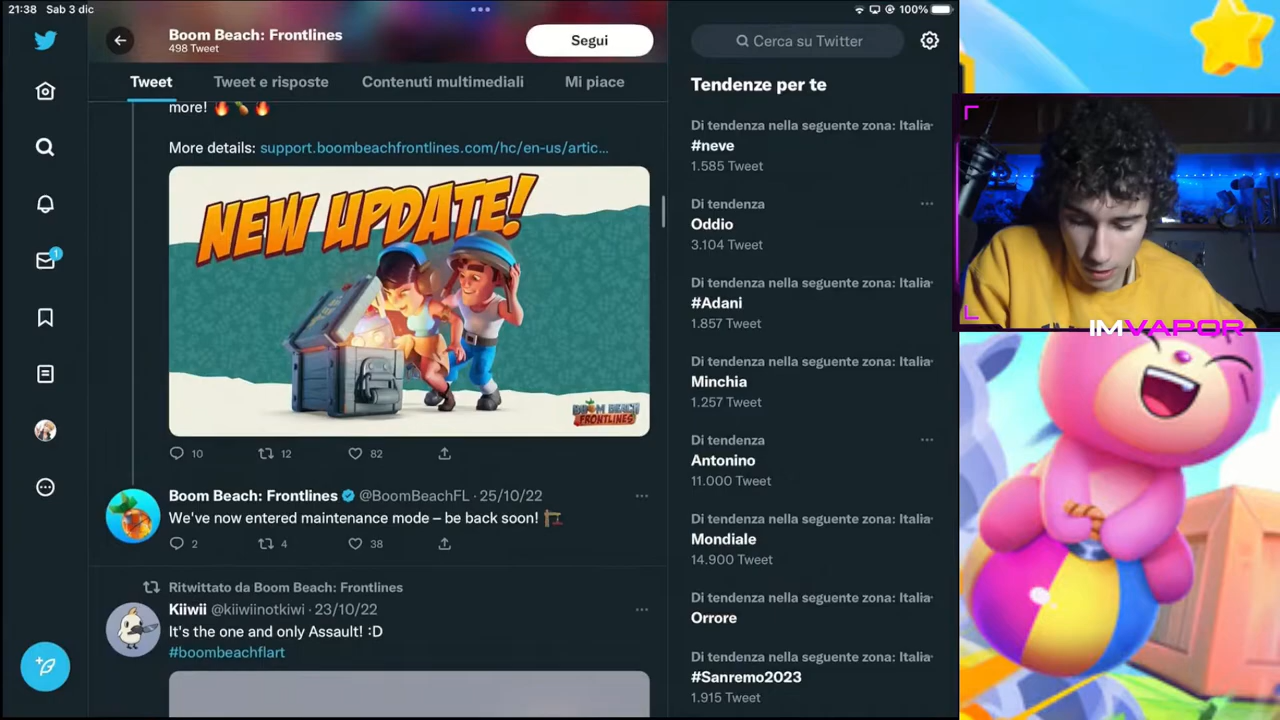 21:38 Sab 3 dic
100%
Boom Beach: Frontlines
498 Tweet
Segui
Tweet
Tweet e risposte
Contenuti multimediali
Mi piace
more! 🔥 🍾 🔥
More details: support.boombeachfrontlines.com/hc/en-us/artic...
NEW UPDATE!
BOOM BEACH
FRONTLINES
10
12
82
Boom Beach: Frontlines @BoomBeachFL · 25/10/22
We've now entered maintenance mode – be back soon! 🏗️
2
4
38
Ritwittato da Boom Beach: Frontlines
Kiiwii @kiiwiinotkiwi · 23/10/22
It's the one and only Assault! :D
#boombeachflart
1
Cerca su Twitter
Tendenze per te
Di tendenza nella seguente zona: Italia
#neve
1.585 Tweet
Di tendenza
Oddio
3.104 Tweet
Di tendenza nella seguente zona: Italia
#Adani
1.857 Tweet
Di tendenza nella seguente zona: Italia
Minchia
1.257 Tweet
Di tendenza
Antonino
11.000 Tweet
Di tendenza nella seguente zona: Italia
Mondiale
14.900 Tweet
Di tendenza nella seguente zona: Italia
Orrore
Di tendenza nella seguente zona: Italia
#Sanremo2023
1.915 Tweet
IMVAPOR